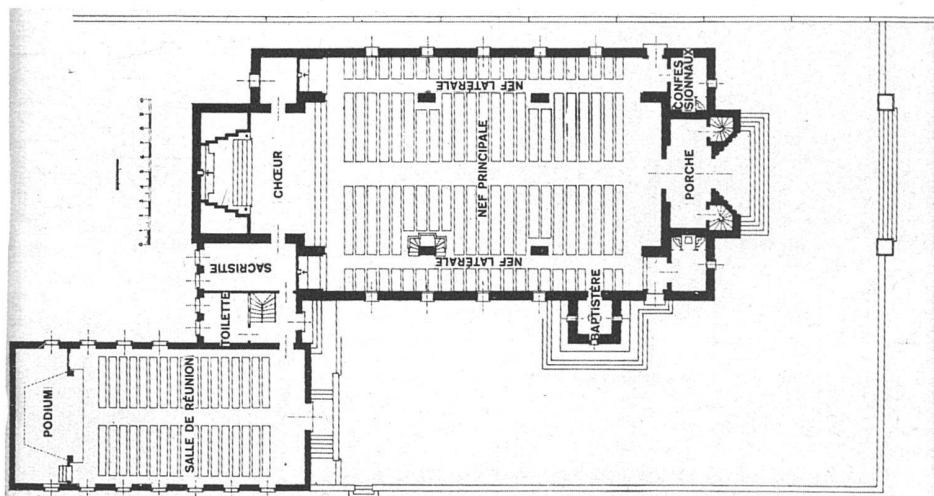 CONFES
SIONNAUX
NEF LATÉRALE
CHŒUR
NEF PRINCIPALE
PORCHE
SACRISTIE
NEF LATÉRALE
TOILETTE
BAPTISTÈRE
PODIUM
SALLE DE RÉUNION